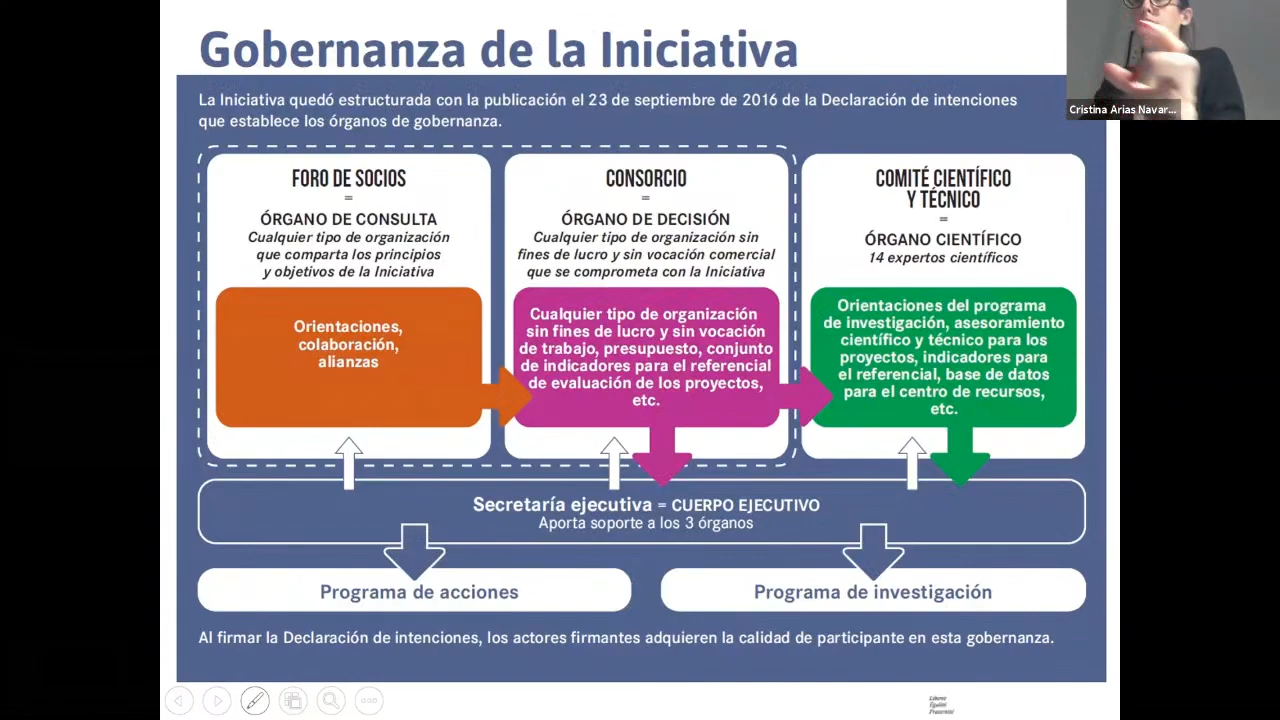 Gobernanza de la Iniciativa
Cristina Arias Navar...
La Iniciativa quedó estructurada con la publicación el 23 de septiembre de 2016 de la Declaración de intenciones
que establece los órganos de gobernanza.
FORO DE SOCIOS
=
ÓRGANO DE CONSULTA
Cualquier tipo de organización
que comparta los principios
y objetivos de la Iniciativa
Orientaciones,
colaboración,
alianzas
CONSORCIO
=
ÓRGANO DE DECISIÓN
Cualquier tipo de organización sin
fines de lucro y sin vocación comercial
que se comprometa con la Iniciativa
Cualquier tipo de organización
sin fines de lucro y sin vocación
de trabajo, presupuesto, conjunto
de indicadores para el referencial
de evaluación de los proyectos,
etc.
COMITÉ CIENTÍFICO
Y TÉCNICO
=
ÓRGANO CIENTÍFICO
14 expertos científicos
Orientaciones del programa
de investigación, asesoramiento
científico y técnico para los
proyectos, indicadores para
el referencial, base de datos
para el centro de recursos,
etc.
Secretaría ejecutiva = CUERPO EJECUTIVO
Aporta soporte a los 3 órganos
Programa de acciones
Programa de investigación
Al firmar la Declaración de intenciones, los actores firmantes adquieren la calidad de participante en esta gobernanza.
Liberté
Égalité
Fraternité